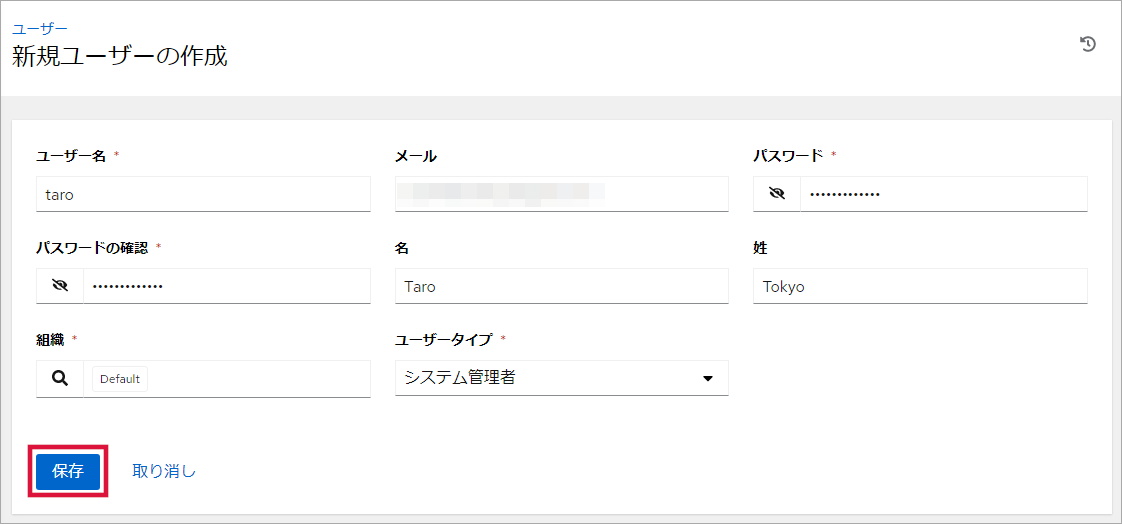 ユーザー
新規ユーザーの作成
ユーザー名 * メール パスワード *
taro •••••••••••••
パスワードの確認 * 名 姓
••••••••••••• Taro Tokyo
組織 * ユーザータイプ *
Default システム管理者
保存 取り消し